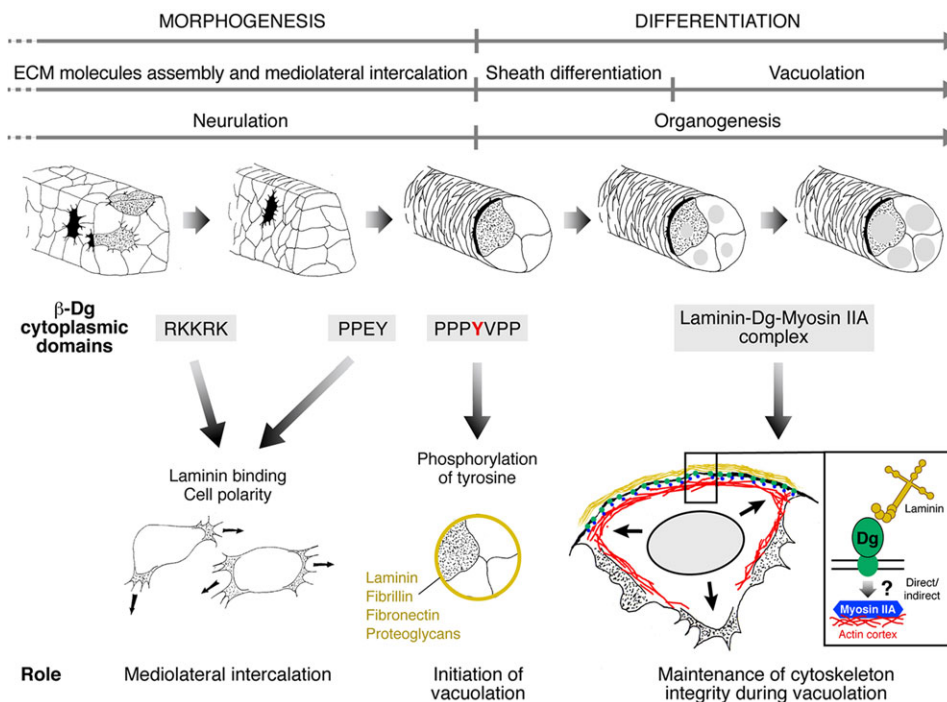 MORPHOGENESIS
DIFFERENTIATION
ECM molecules assembly and mediolateral intercalation
Sheath differentiation
Vacuolation
Neurulation
Organogenesis
β-Dg
cytoplasmic
domains
RKKRK
PPEY
PPPYVPP
Laminin-Dg-Myosin IIA
complex
Laminin binding
Cell polarity
Phosphorylation
of tyrosine
Laminin
Fibrillin
Fibronectin
Proteoglycans
Laminin
Dg
?
Direct/
indirect
Myosin IIA
Actin cortex
Role
Mediolateral intercalation
Initiation of
vacuolation
Maintenance of cytoskeleton
integrity during vacuolation